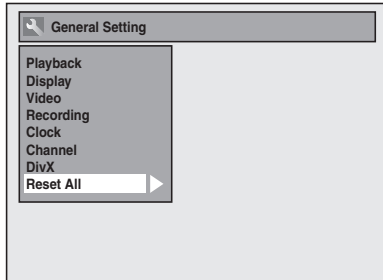 General Setting
Playback
Display
Video
Recording
Clock
Channel
DivX
Reset All